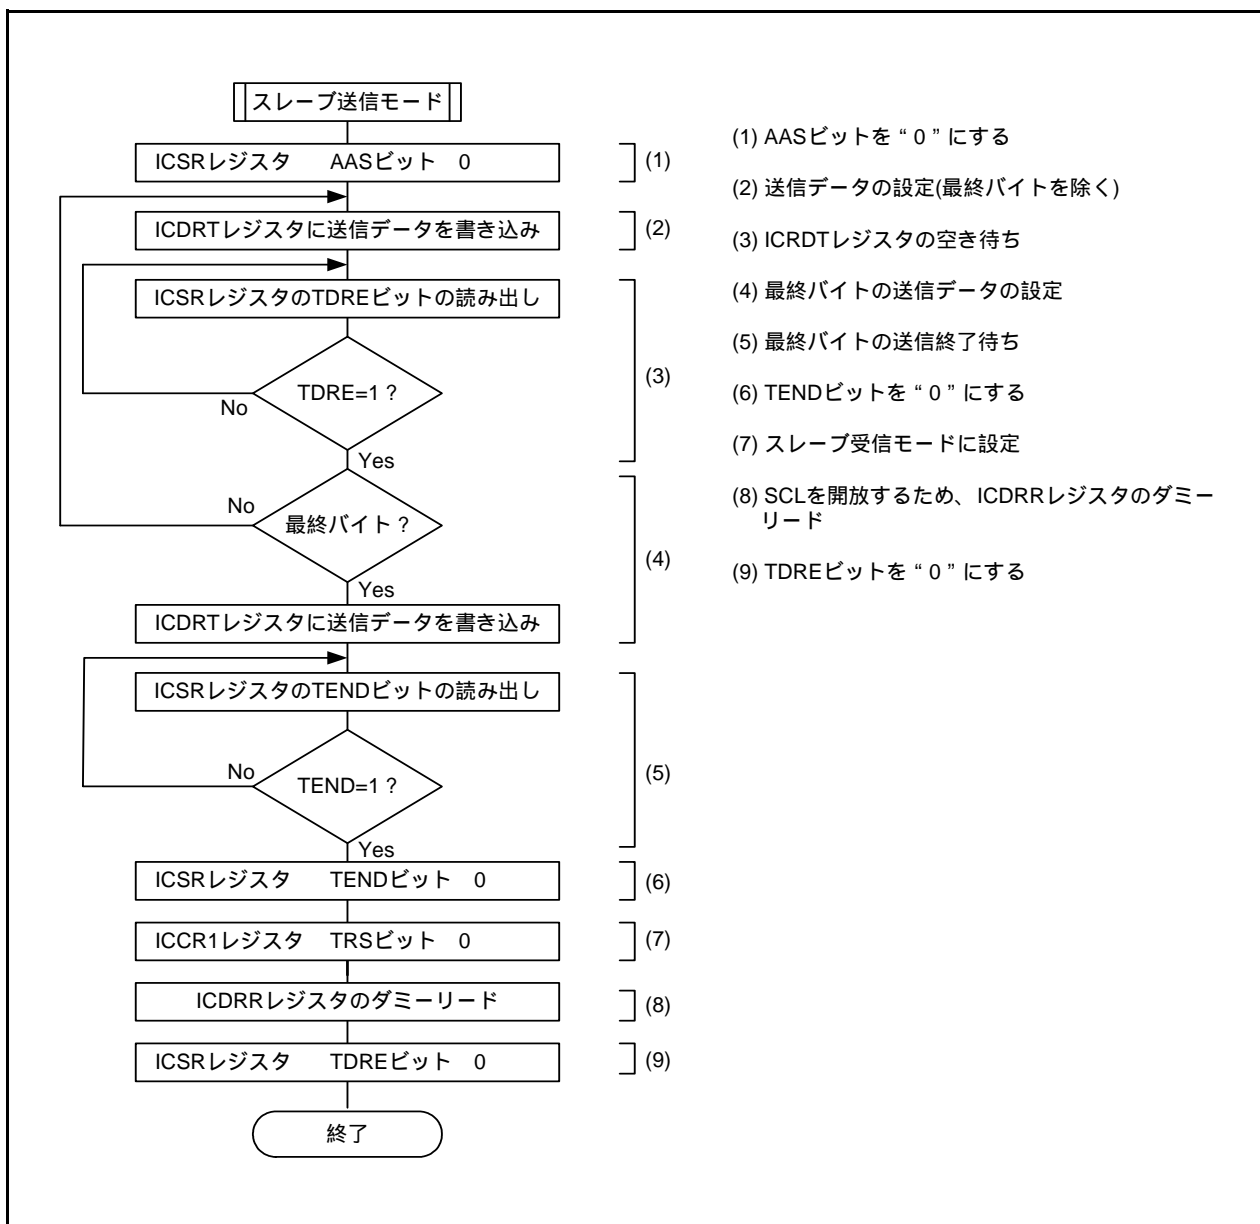 スレーブ送信モード
ICSRレジスタ AASビット 0
(1)
ICDRTレジスタに送信データを書き込み
(2)
ICSRレジスタのTDREビットの読み出し
TDRE=1？
No
(3)
Yes
No
最終バイト？
(4)
Yes
ICDRTレジスタに送信データを書き込み
ICSRレジスタのTENDビットの読み出し
No
TEND=1？
(5)
Yes
ICSRレジスタ TENDビット 0
(6)
ICCR1レジスタ TRSビット 0
(7)
ICDRRレジスタのダミーリード
(8)
ICSRレジスタ TDREビット 0
(9)
終了
(1) AASビットを“0”にする
(2) 送信データの設定(最終バイトを除く)
(3) ICRDTレジスタの空き待ち
(4) 最終バイトの送信データの設定
(5) 最終バイトの送信終了待ち
(6) TENDビットを“0”にする
(7) スレーブ受信モードに設定
(8) SCLを開放するため、ICDRRレジスタのダミー
リード
(9) TDREビットを“0”にする